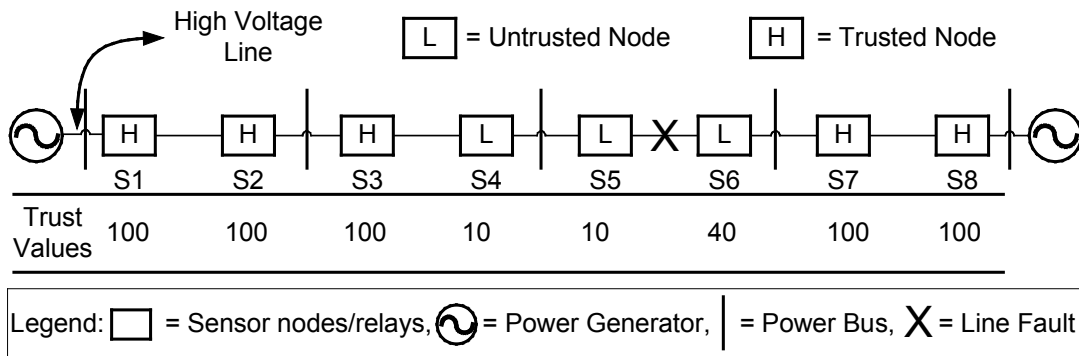 High Voltage
Line
L = Untrusted Node
H = Trusted Node
H H H L L X L H H
S1 S2 S3 S4 S5 S6 S7 S8
Trust
Values
100 100 100 10 10 40 100 100
Legend: = Sensor nodes/relays, = Power Generator, = Power Bus, X = Line Fault